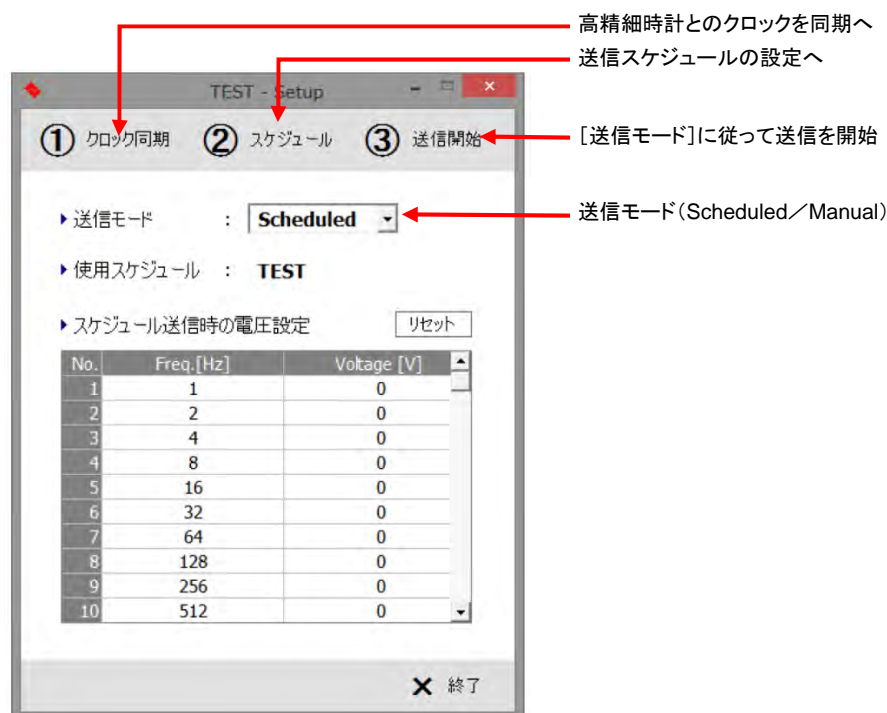 高精細時計とのクロックを同期へ
送信スケジュールの設定へ
TEST - Setup
① クロック同期 ② スケジュール ③ 送信開始
[送信モード]に従って送信を開始
送信モード : Scheduled
送信モード(Scheduled/Manual)
使用スケジュール : TEST
スケジュール送信時の電圧設定 リセット
No. Freq.[Hz] Voltage [V]
1 1 0
2 2 0
3 4 0
4 8 0
5 16 0
6 32 0
7 64 0
8 128 0
9 256 0
10 512 0
終了